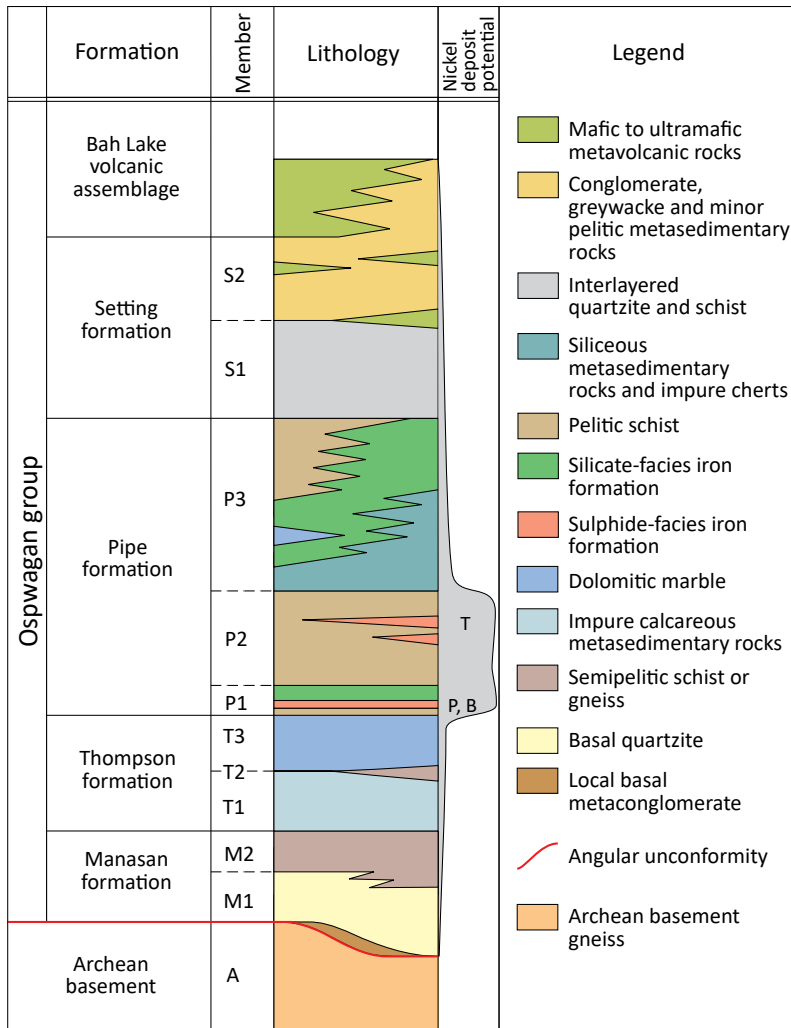 Formation
Member
Lithology
Nickel
deposit
potential
Legend
Ospwagan group
Bah Lake
volcanic
assemblage
Setting
formation
S2
S1
Pipe
formation
P3
P2
T
P1
P, B
Thompson
formation
T3
T2
T1
Manasan
formation
M2
M1
Archean
basement
A
Mafic to ultramafic
metavolcanic rocks
Conglomerate,
greywacke and minor
pelitic metasedimentary
rocks
Interlayered
quartzite and schist
Siliceous
metasedimentary
rocks and impure cherts
Pelitic schist
Silicate-facies iron
formation
Sulphide-facies iron
formation
Dolomitic marble
Impure calcareous
metasedimentary rocks
Semipelitic schist or
gneiss
Basal quartzite
Local basal
metaconglomerate
Angular unconformity
Archean basement
gneiss